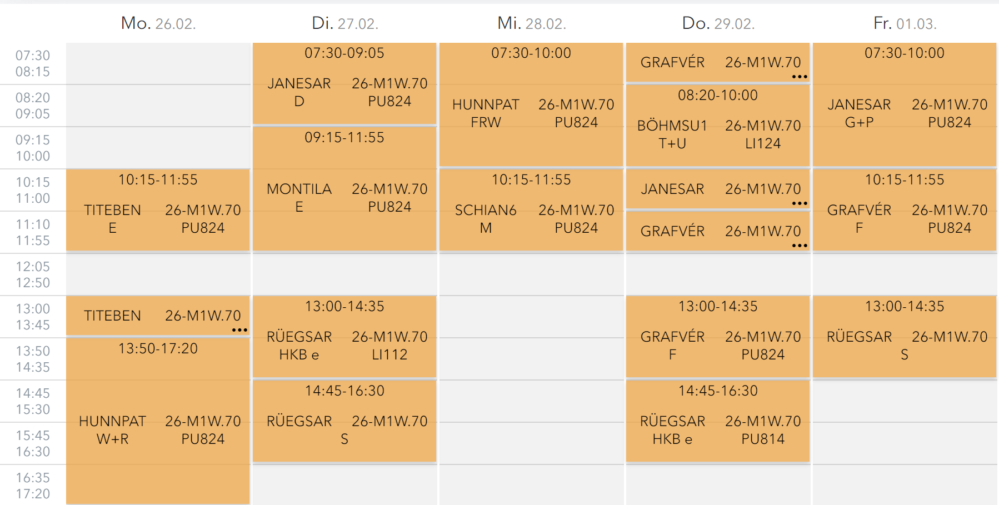 Mo. 26.02.
Di. 27.02.
Mi. 28.02.
Do. 29.02.
Fr. 01.03.
07:30
08:15
08:20
09:05
09:15
10:00
10:15
11:00
11:10
11:55
12:05
12:50
13:00
13:45
13:50
14:35
14:45
15:30
15:45
16:30
16:35
17:20
10:15-11:55
TITEBEN 26-M1W.70
E PU824
TITEBEN 26-M1W.70
...
13:50-17:20
HUNNPAT 26-M1W.70
W+R PU824
07:30-09:05
JANESAR 26-M1W.70
D PU824
09:15-11:55
MONTILA 26-M1W.70
E PU824
13:00-14:35
RÜEGSAR 26-M1W.70
HKB e LI112
14:45-16:30
RÜEGSAR 26-M1W.70
S
07:30-10:00
HUNNPAT 26-M1W.70
FRW PU824
10:15-11:55
SCHIAN6 26-M1W.70
M PU824
GRAFVÉR 26-M1W.70
...
08:20-10:00
BÖHMSU1 26-M1W.70
T+U LI124
JANESAR 26-M1W.70
...
GRAFVÉR 26-M1W.70
...
13:00-14:35
GRAFVÉR 26-M1W.70
F PU824
14:45-16:30
RÜEGSAR 26-M1W.70
HKB e PU814
07:30-10:00
JANESAR 26-M1W.70
G+P PU824
10:15-11:55
GRAFVÉR 26-M1W.70
F PU824
13:00-14:35
RÜEGSAR 26-M1W.70
S